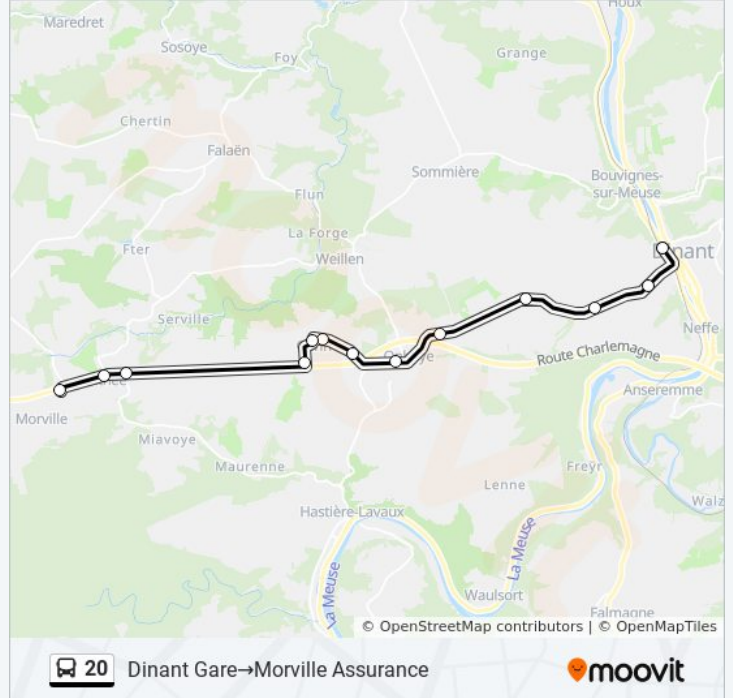 Houx
Maredret
Sosoye
Foy
Grange
Chertin
Falaën
Sommière
Bouvignes-
sur-Meuse
Flun
La Forge
Fter
Weillen
Dinant
Serville
Neffe
Route Charlemagne
Anseremme
Morville
Miavoye
Maurenne
Freÿr
Lenne
Walz
Hastière-Lavaux
La Meuse
La Meuse
Waulsort
Falmagne
© OpenStreetMap contributors | © OpenMapTiles
20 Dinant Gare→Morville Assurance
moovit